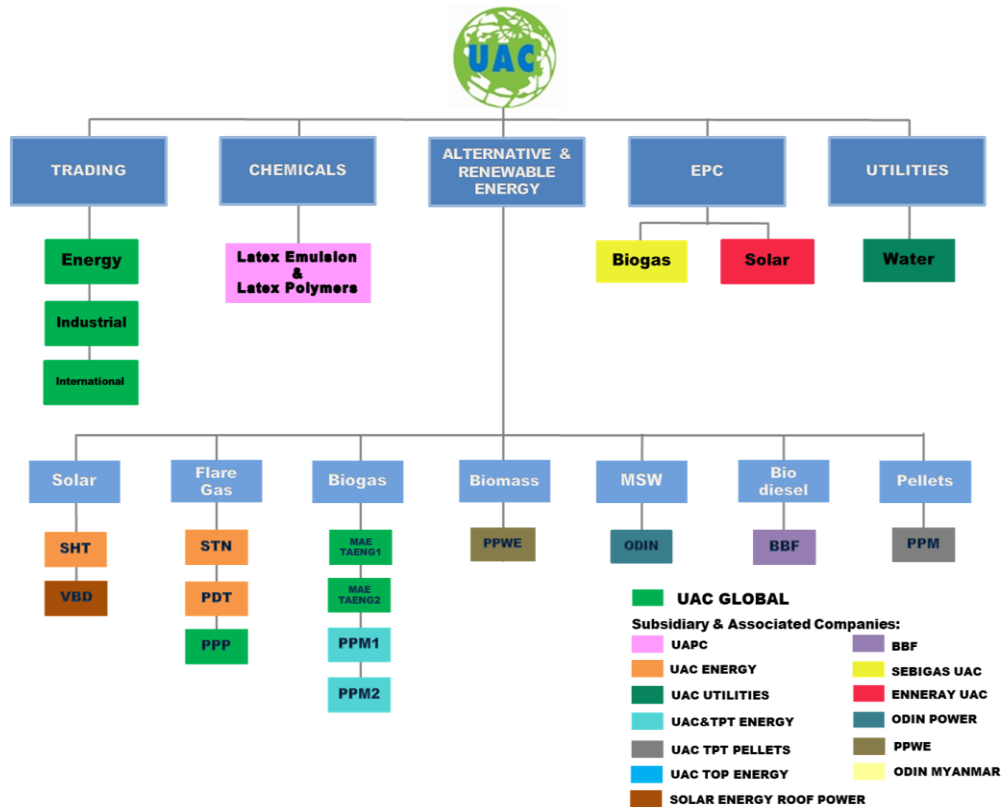 UAC
TRADING
CHEMICALS
ALTERNATIVE &
RENEWABLE
ENERGY
EPC
UTILITIES
Energy
Industrial
International
Latex Emulsion
&
Latex Polymers
Biogas
Solar
Water
Solar
Flare
Gas
Biogas
Biomass
MSW
Bio
diesel
Pellets
SHT
VBD
STN
PDT
PPP
MAE
TAENG1
MAE
TAENG2
PPM1
PPM2
PPWE
ODIN
BBF
PPM
UAC GLOBAL
Subsidiary & Associated Companies:
UAPC
UAC ENERGY
UAC UTILITIES
UAC&TPT ENERGY
UAC TPT PELLETS
UAC TOP ENERGY
SOLAR ENERGY ROOF POWER
BBF
SEBIGAS UAC
ENNERAY UAC
ODIN POWER
PPWE
ODIN MYANMAR